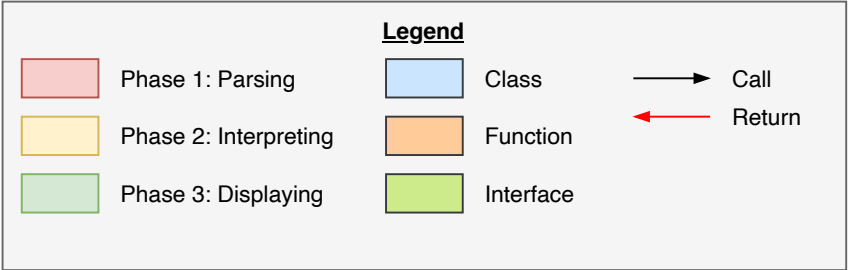 Legend
Phase 1: Parsing
Class
Call
Return
Phase 2: Interpreting
Function
Phase 3: Displaying
Interface